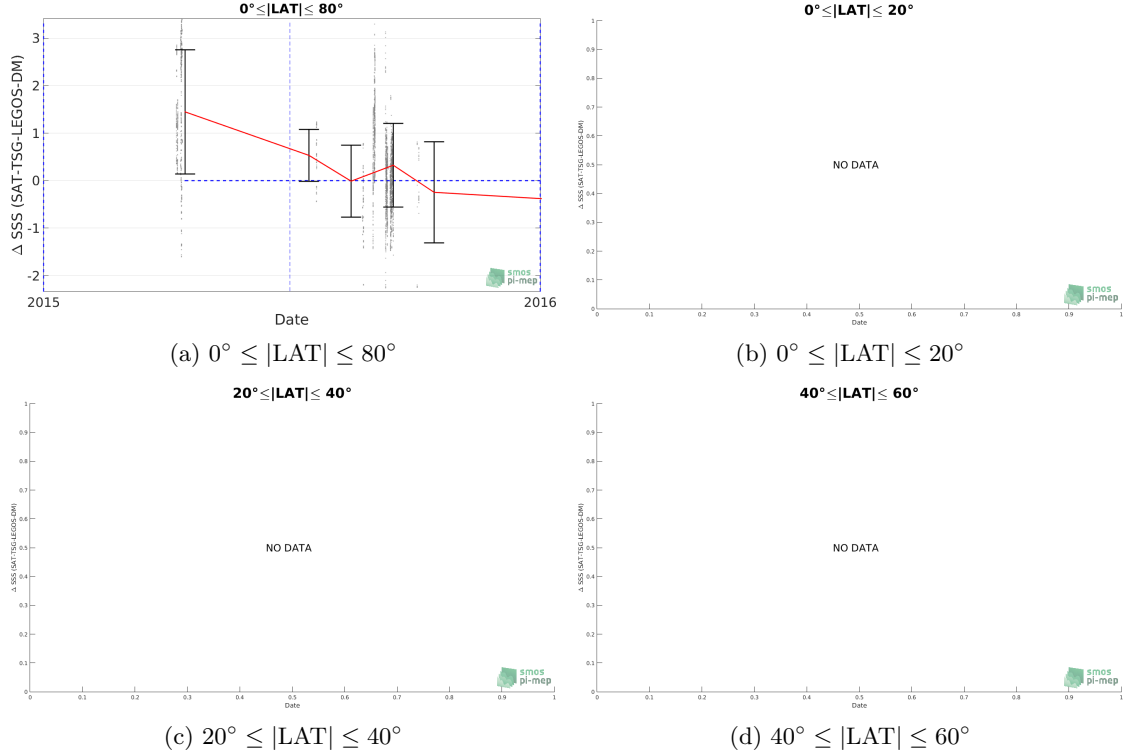 0°≤|LAT|≤ 80°
Δ SSS (SAT-TSG-LEGOS-DM)
3
2
1
0
-1
-2
2015
2016
Date
smos
pi-mep
(a) 0° ≤ |LAT| ≤ 80°
0°≤|LAT|≤ 20°
Δ SSS (SAT-TSG-LEGOS-DM)
1
0.9
0.8
0.7
0.6
0.5
0.4
0.3
0.2
0.1
0
NO DATA
0 0.1 0.2 0.3 0.4 0.5 0.6 0.7 0.8 0.9 1
Date
smos
pi-mep
(b) 0° ≤ |LAT| ≤ 20°
20°≤|LAT|≤ 40°
Δ SSS (SAT-TSG-LEGOS-DM)
1
0.9
0.8
0.7
0.6
0.5
0.4
0.3
0.2
0.1
0
NO DATA
0 0.1 0.2 0.3 0.4 0.5 0.6 0.7 0.8 0.9 1
Date
smos
pi-mep
(c) 20° ≤ |LAT| ≤ 40°
40°≤|LAT|≤ 60°
Δ SSS (SAT-TSG-LEGOS-DM)
1
0.9
0.8
0.7
0.6
0.5
0.4
0.3
0.2
0.1
0
NO DATA
0 0.1 0.2 0.3 0.4 0.5 0.6 0.7 0.8 0.9 1
Date
smos
pi-mep
(d) 40° ≤ |LAT| ≤ 60°